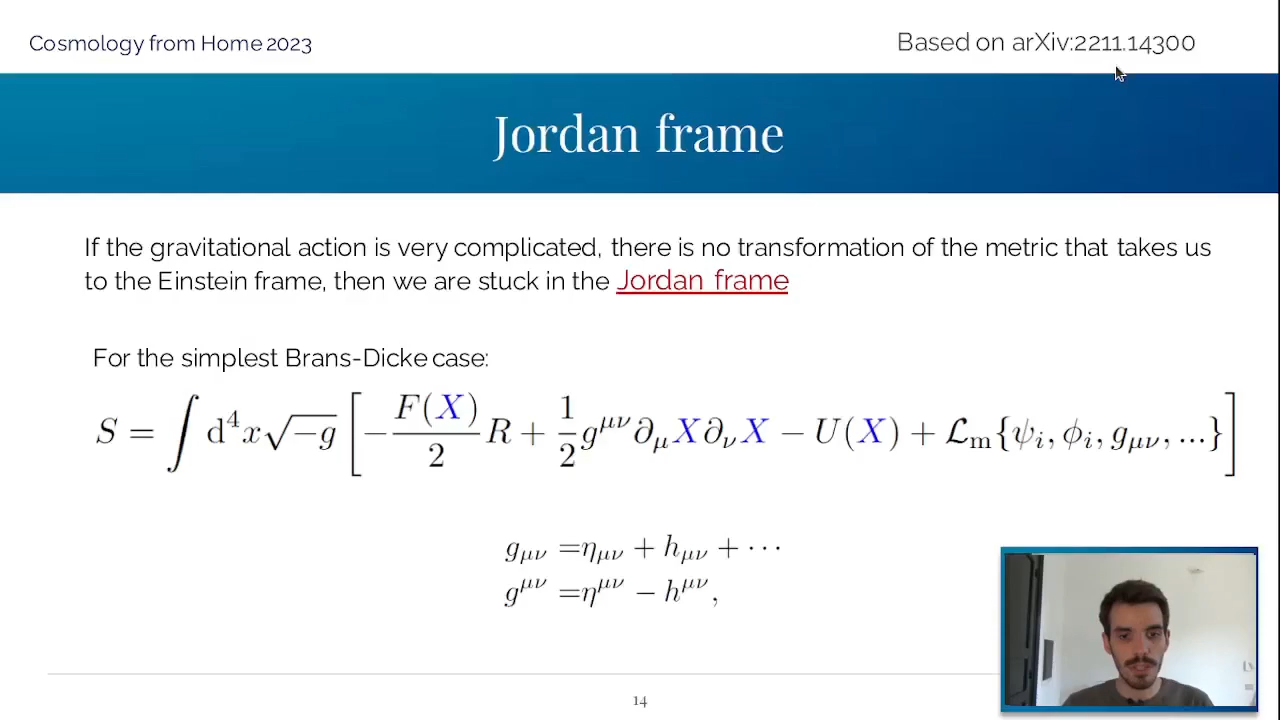 Cosmology from Home 2023
Based on arXiv:2211.14300
Jordan frame
If the gravitational action is very complicated, there is no transformation of the metric that takes us
to the Einstein frame, then we are stuck in the Jordan frame
For the simplest Brans-Dicke case:
S = ∫ d⁴x√−g [ −F(X)/2 R + 1/2 g^{μν} ∂_μ X ∂_ν X − U(X) + ℒ_m{ψ_i, ϕ_i, g_{μν}, ...} ]
g_{μν} = η_{μν} + h_{μν} + ⋯
g^{μν} = η^{μν} − h^{μν},
14